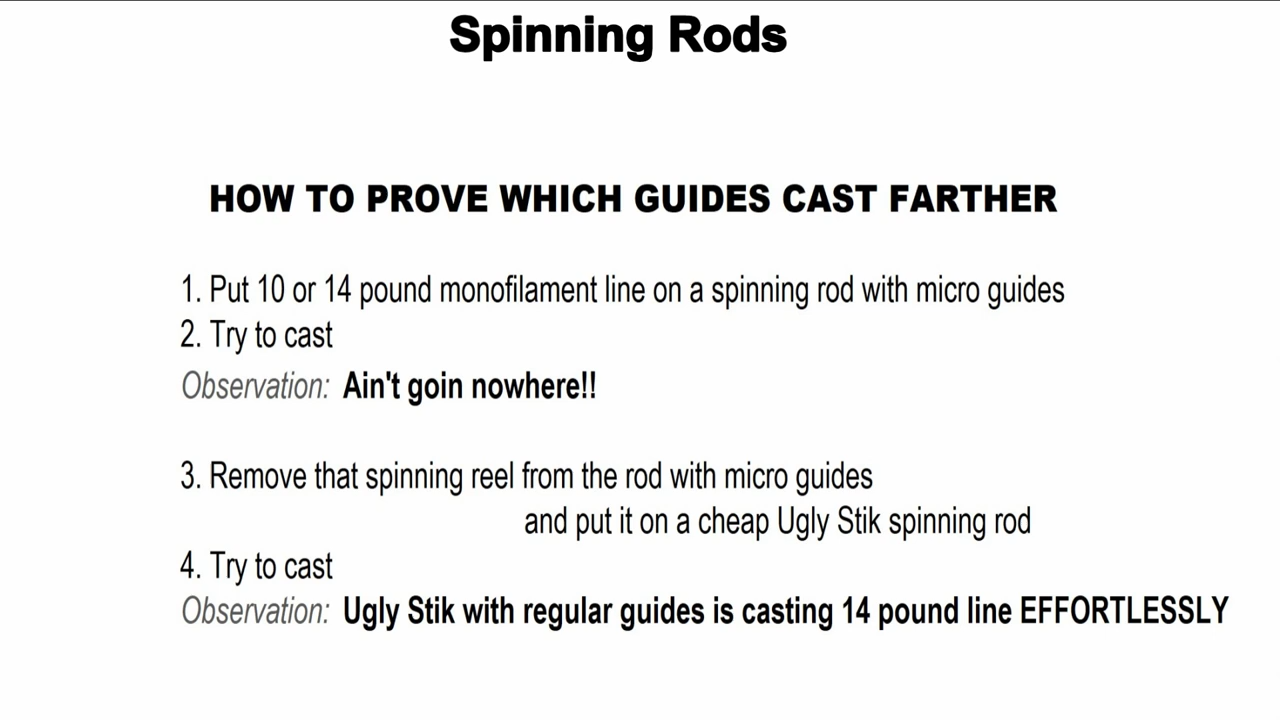 Spinning Rods
HOW TO PROVE WHICH GUIDES CAST FARTHER
1. Put 10 or 14 pound monofilament line on a spinning rod with micro guides
2. Try to cast
Observation: Ain't goin nowhere!!
3. Remove that spinning reel from the rod with micro guides
and put it on a cheap Ugly Stik spinning rod
4. Try to cast
Observation: Ugly Stik with regular guides is casting 14 pound line EFFORTLESSLY